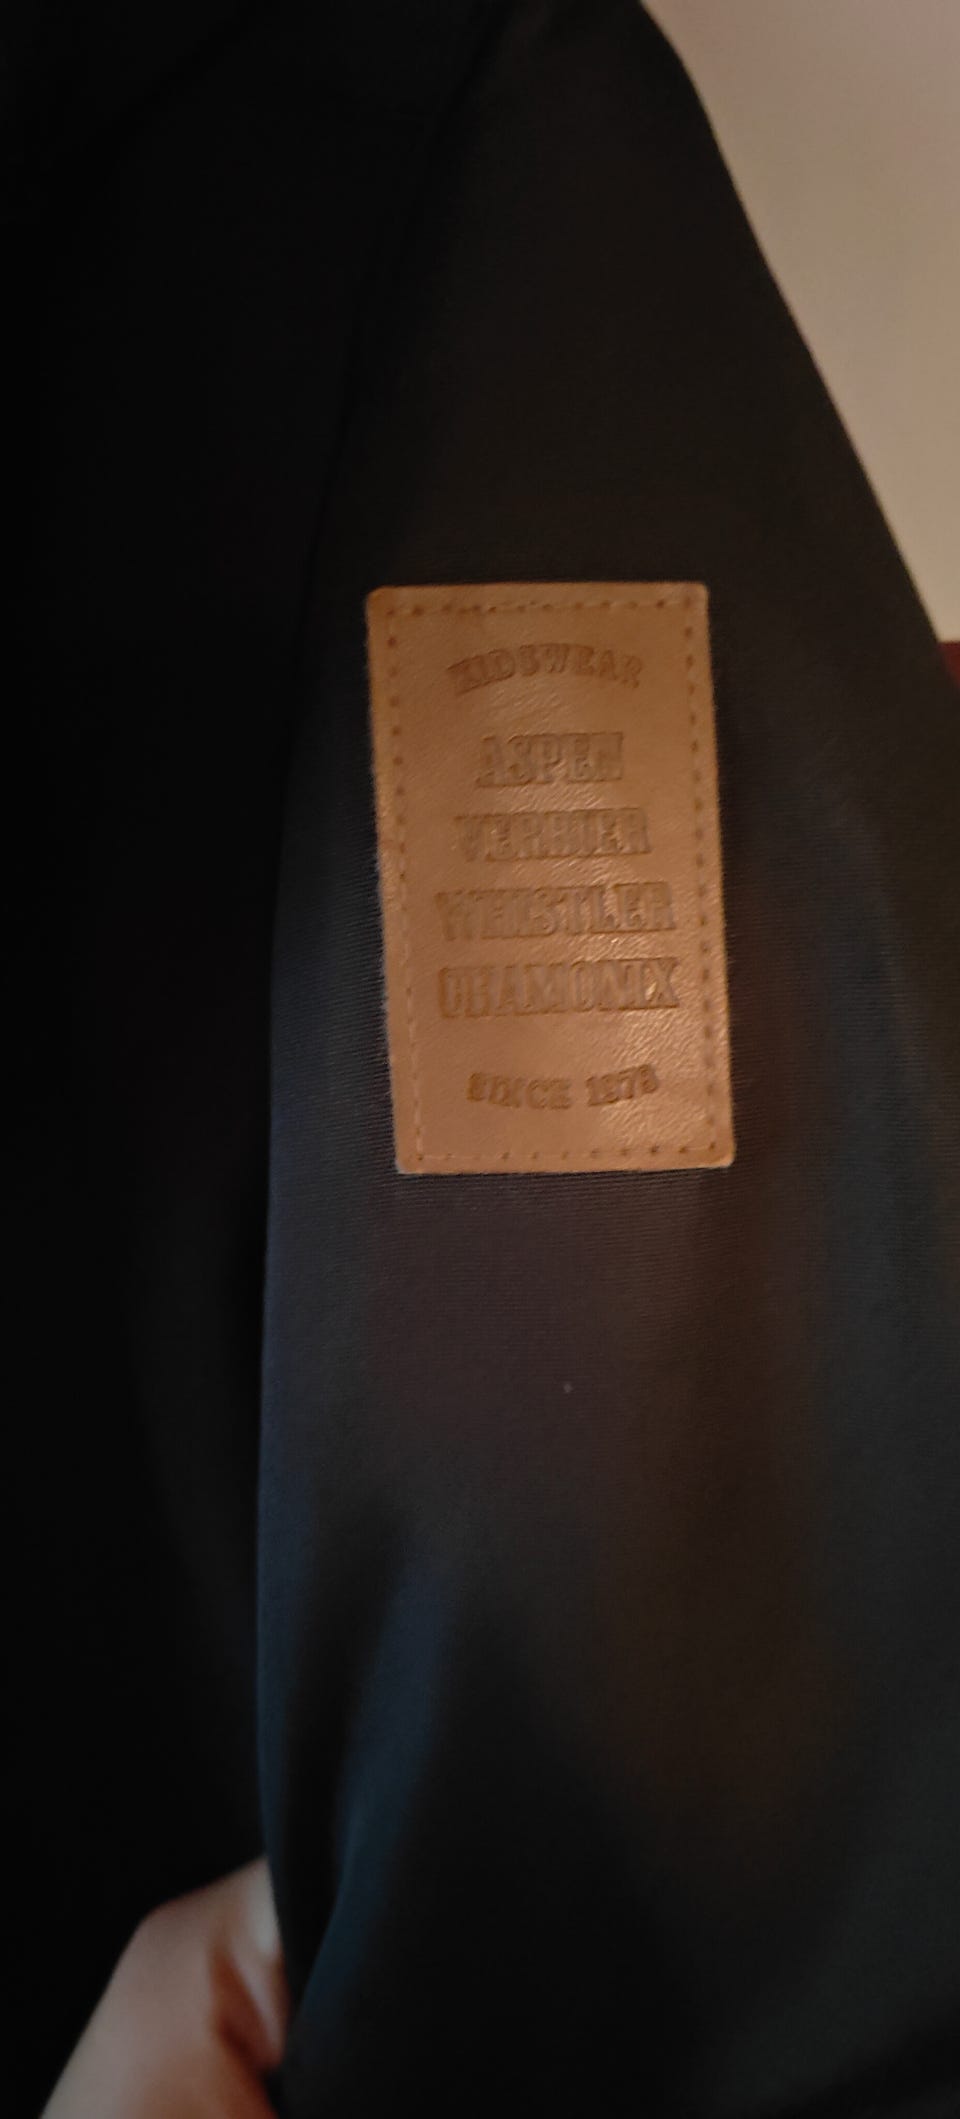 KIDSWEAR
ASPEN
VERBIER
WHISTLER
CHAMONIX
SINCE 1978